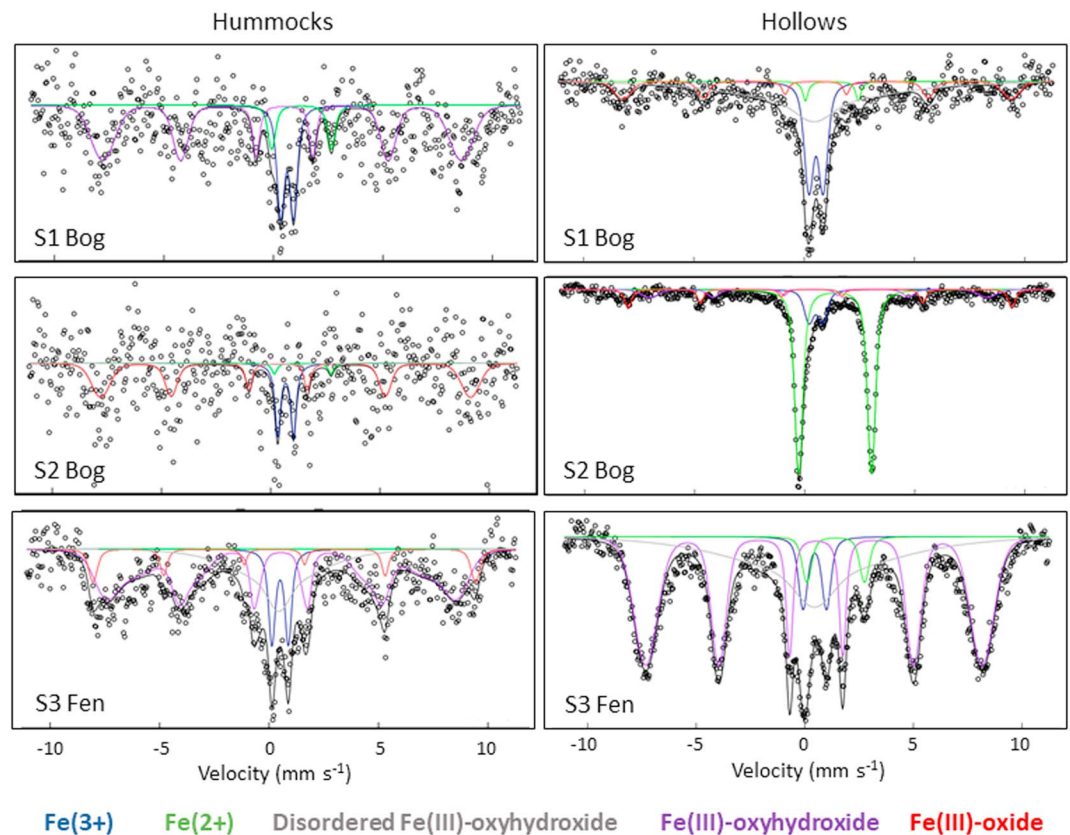 Hummocks
Hollows
S1 Bog
S1 Bog
S2 Bog
S2 Bog
S3 Fen
S3 Fen
-10 -5 0 5 10
-10 -5 0 5 10
Velocity (mm s⁻¹)
Velocity (mm s⁻¹)
Fe(3+) Fe(2+) Disordered Fe(III)-oxyhydroxide Fe(III)-oxyhydroxide Fe(III)-oxide